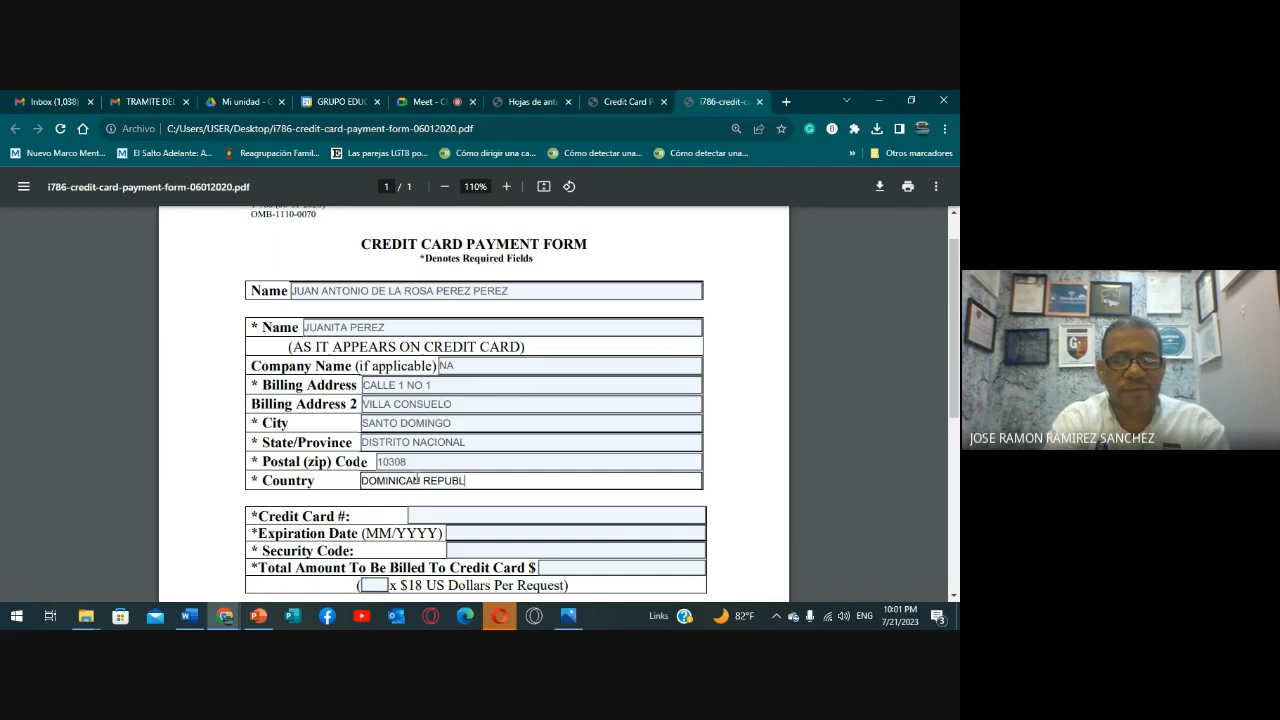 Inbox (1,038)
TRAMITE DEL
Mi unidad - G
GRUPO EDUC
Meet - C
Hojas de ante
Credit Card P
i786-credit-ca
Archivo
C:/Users/USER/Desktop/i786-credit-card-payment-form-06012020.pdf
Nuevo Marco Ment...
El Salto Adelante: A...
Reagrupación Famil...
Las parejas LGTB po...
Cómo dirigir una ca...
Cómo detectar una...
Cómo detectar una...
»
Otros marcadores
i786-credit-card-payment-form-06012020.pdf
1 / 1
110%
OMB-1110-0070
CREDIT CARD PAYMENT FORM
*Denotes Required Fields
Name JUAN ANTONIO DE LA ROSA PEREZ PEREZ
* Name JUANITA PEREZ
(AS IT APPEARS ON CREDIT CARD)
Company Name (if applicable) NA
* Billing Address CALLE 1 NO 1
Billing Address 2 VILLA CONSUELO
* City SANTO DOMINGO
* State/Province DISTRITO NACIONAL
* Postal (zip) Code 10308
* Country DOMINICAN REPUBL
*Credit Card #:
*Expiration Date (MM/YYYY)
* Security Code:
*Total Amount To Be Billed To Credit Card $
( x $18 US Dollars Per Request)
JOSE RAMON RAMIREZ SANCHEZ
Links
82°F
ENG
10:01 PM
7/21/2023
3